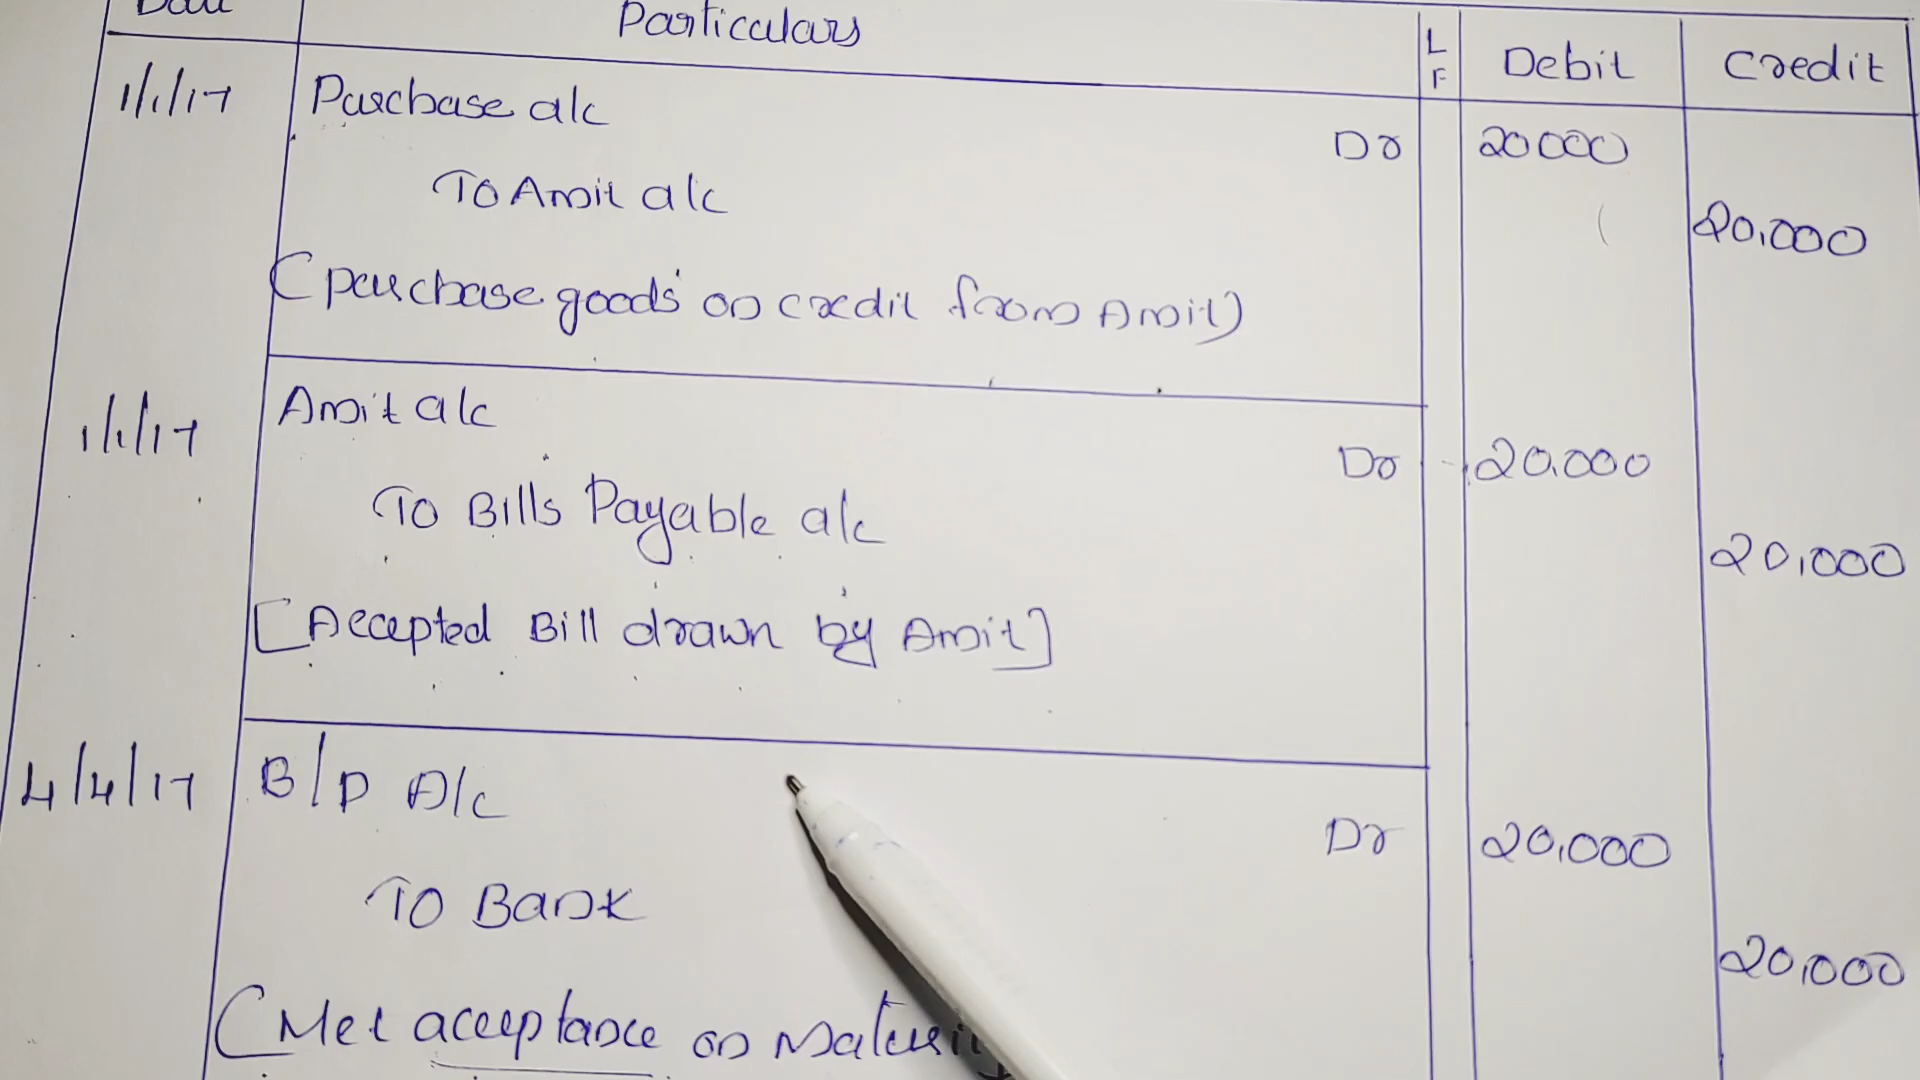 Date Particulars L F Debit Credit
1/1/17 Purchase a/c Dr 20000
To Amit a/c 20,000
(purchase goods on credit from Amit)
1/1/17 Amit a/c Dr 20,000
To Bills Payable a/c 20,000
[Accepted Bill drawn by Amit]
4/4/17 B/P A/c Dr 20,000
To Bank 20,000
(Met acceptance on Maturity